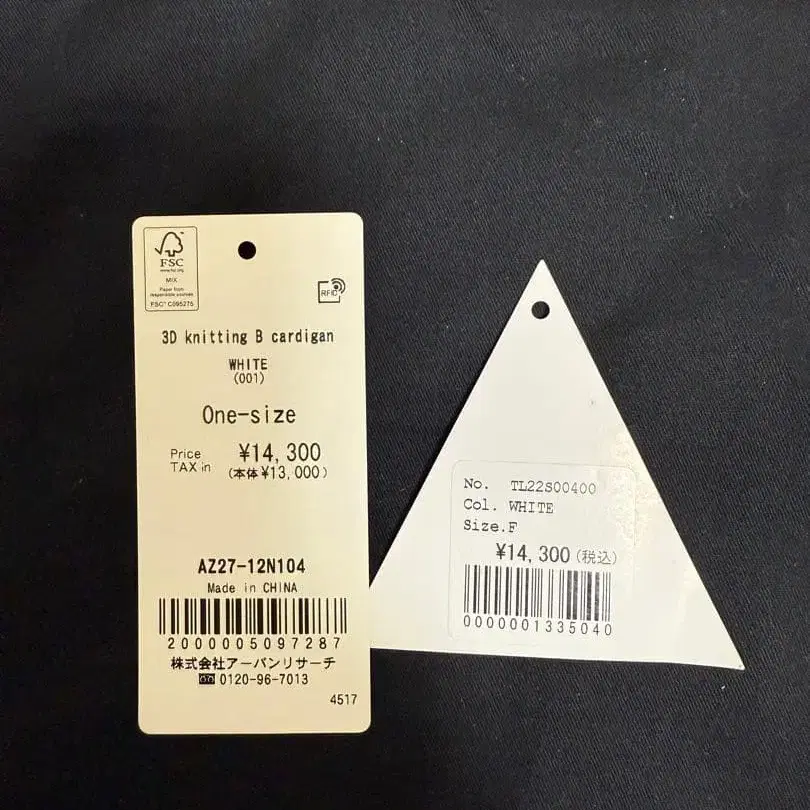 FSC
www.fsc.org
MIX
Paper from
responsible sources
FSC® C095275
RFID
3D knitting B cardigan
WHITE
(001)
One-size
Price
TAX in
¥14,300
(本体¥13,000)
AZ27-12N104
Made in CHINA
2000005097287
株式会社アーバンリサーチ
0120-96-7013
4517
No. TL22S00400
Col. WHITE
Size.F
¥14,300(税込)
0000001335040